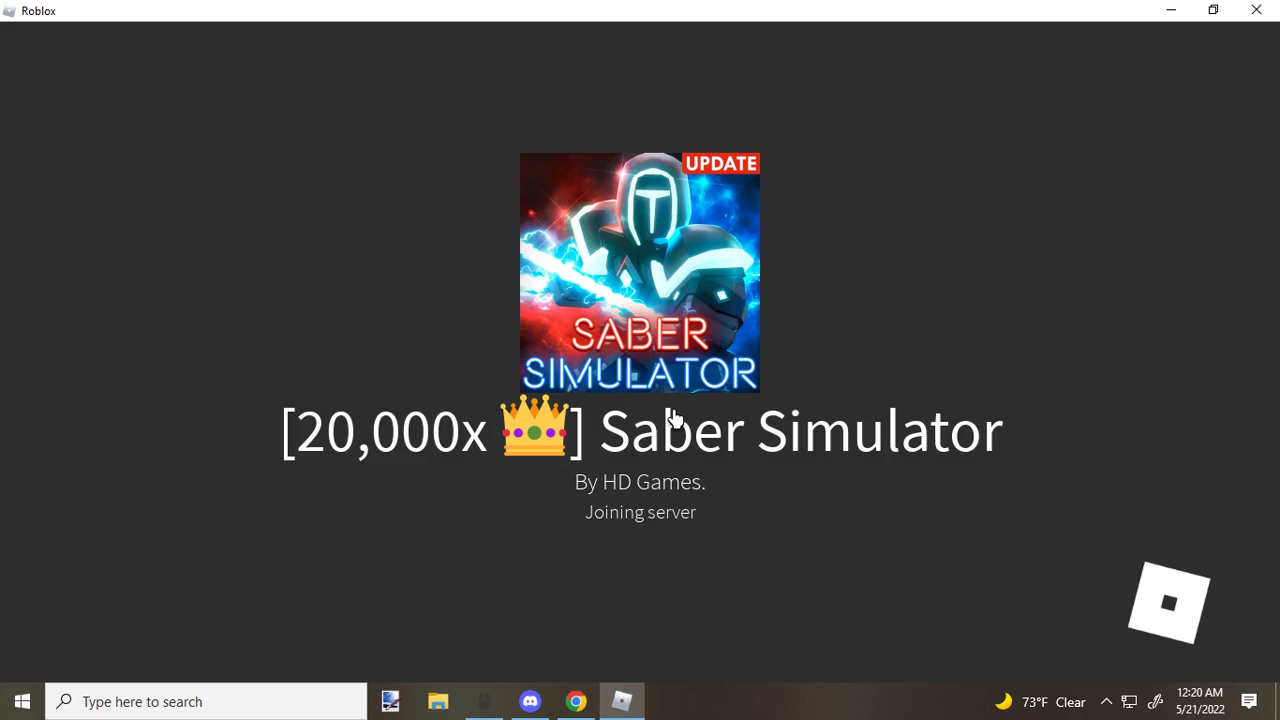 Roblox
UPDATE
SABER
SIMULATOR
[20,000x 👑] Saber Simulator
By HD Games.
Joining server
Type here to search
73°F Clear
12:20 AM
5/21/2022